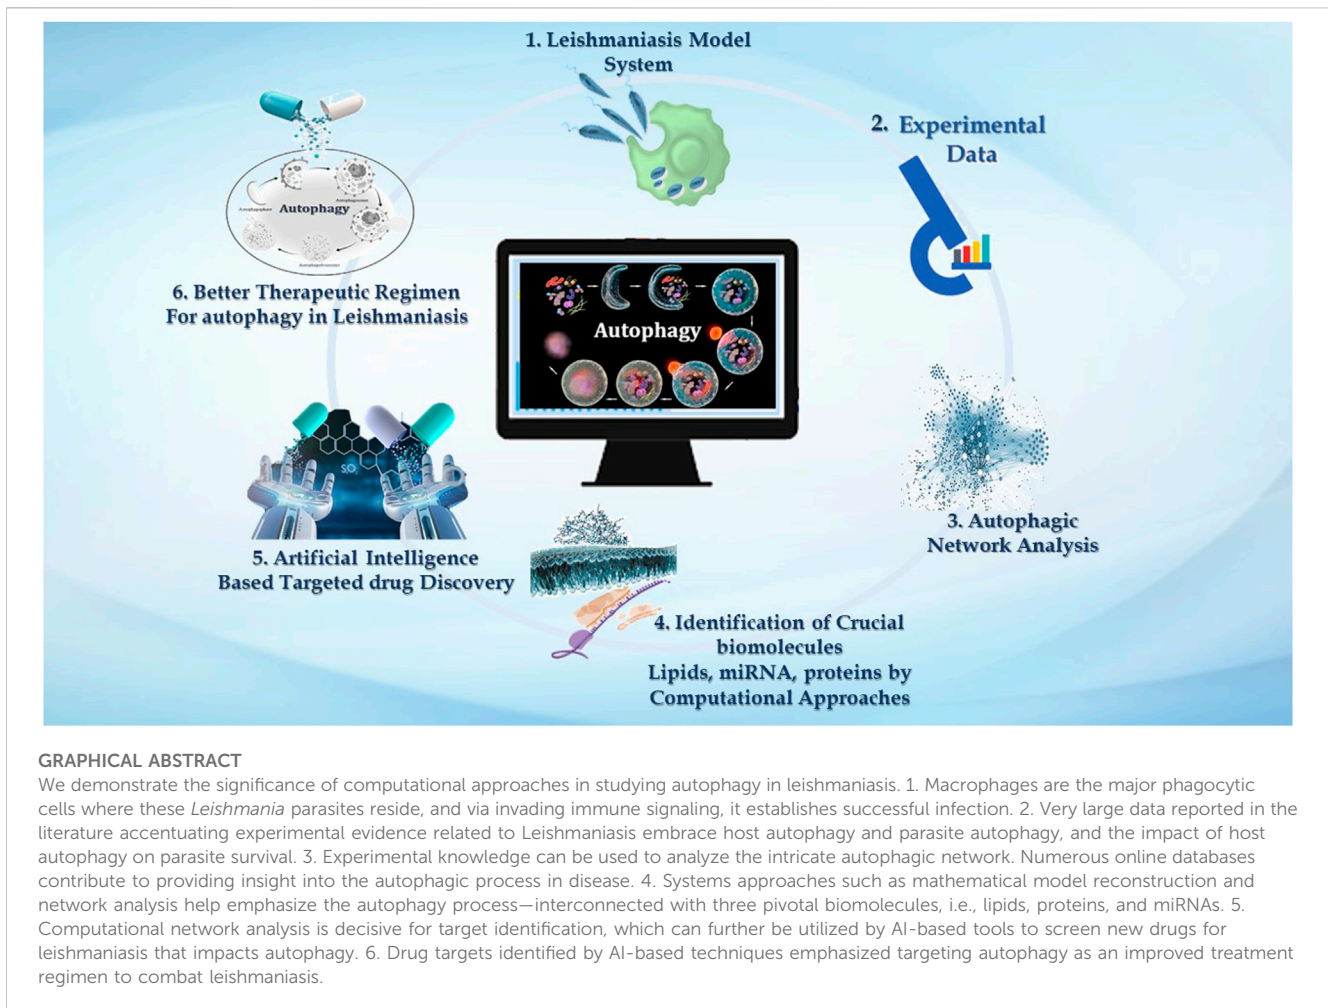 1. Leishmaniasis Model
System
2. Experimental
Data
Autophagy
Autophagy
6. Better Therapeutic Regimen
For autophagy in Leishmaniasis
3. Autophagic
Network Analysis
5. Artificial Intelligence
Based Targeted drug Discovery
4. Identification of Crucial
biomolecules
Lipids, miRNA, proteins by
Computational Approaches
GRAPHICAL ABSTRACT
We demonstrate the significance of computational approaches in studying autophagy in leishmaniasis. 1. Macrophages are the major phagocytic
cells where these Leishmania parasites reside, and via invading immune signaling, it establishes successful infection. 2. Very large data reported in the
literature accentuating experimental evidence related to Leishmaniasis embrace host autophagy and parasite autophagy, and the impact of host
autophagy on parasite survival. 3. Experimental knowledge can be used to analyze the intricate autophagic network. Numerous online databases
contribute to providing insight into the autophagic process in disease. 4. Systems approaches such as mathematical model reconstruction and
network analysis help emphasize the autophagy process—interconnected with three pivotal biomolecules, i.e., lipids, proteins, and miRNAs. 5.
Computational network analysis is decisive for target identification, which can further be utilized by AI-based tools to screen new drugs for
leishmaniasis that impacts autophagy. 6. Drug targets identified by AI-based techniques emphasized targeting autophagy as an improved treatment
regimen to combat leishmaniasis.